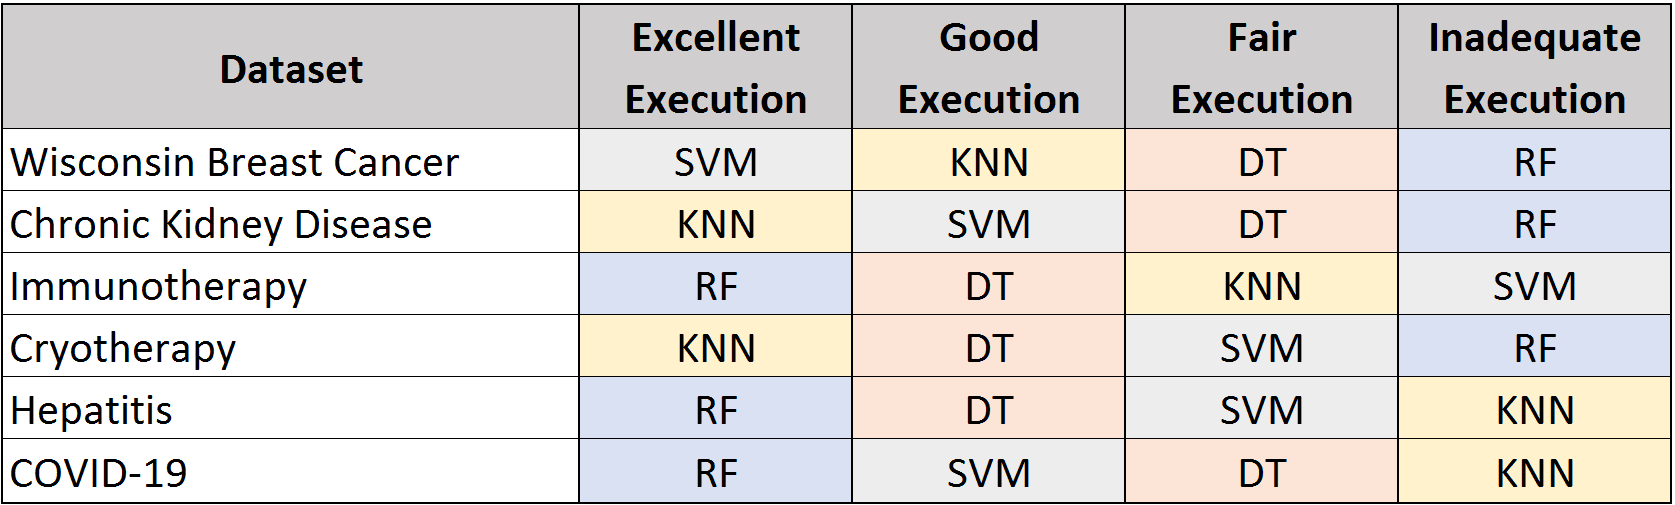 Dataset Excellent Execution Good Execution Fair Execution Inadequate Execution
Wisconsin Breast Cancer SVM KNN DT RF
Chronic Kidney Disease KNN SVM DT RF
Immunotherapy RF DT KNN SVM
Cryotherapy KNN DT SVM RF
Hepatitis RF DT SVM KNN
COVID-19 RF SVM DT KNN